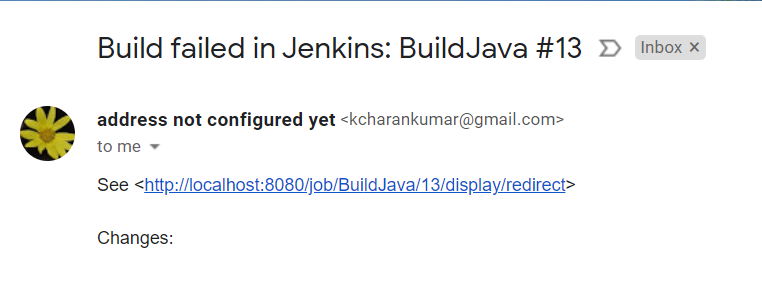 Build failed in Jenkins: BuildJava #13 Inbox ×
address not configured yet <kcharankumar@gmail.com>
to me
See <http://localhost:8080/job/BuildJava/13/display/redirect>
Changes: